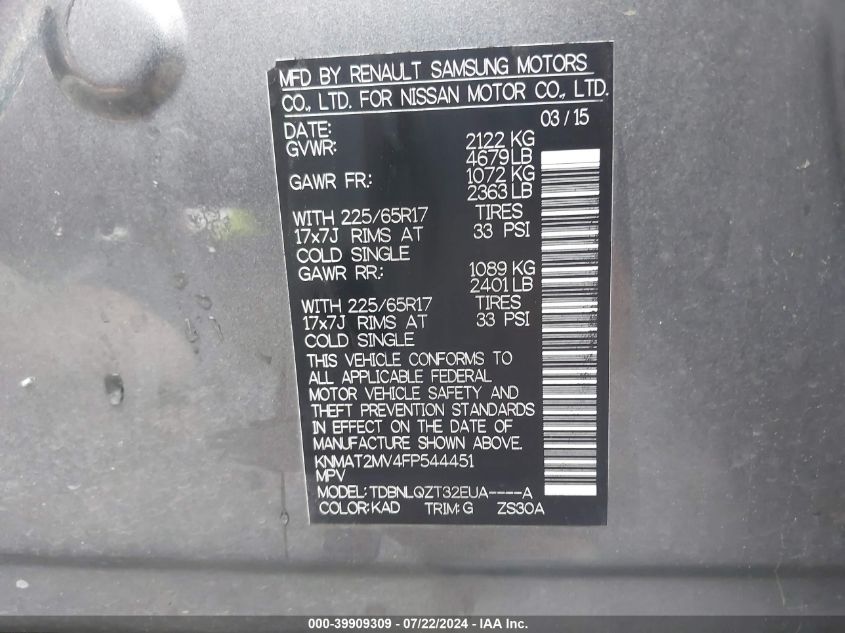 MFD BY RENAULT SAMSUNG MOTORS
CO., LTD. FOR NISSAN MOTOR CO., LTD.
DATE: 03/15
GVWR: 2122 KG
4679 LB
GAWR FR.: 1072 KG
2363 LB
WITH 225/65R17 TIRES
17x7J RIMS AT 33 PSI
COLD SINGLE
GAWR RR.: 1089 KG
2401 LB
WITH 225/65R17 TIRES
17x7J RIMS AT 33 PSI
COLD SINGLE
THIS VEHICLE CONFORMS TO
ALL APPLICABLE FEDERAL
MOTOR VEHICLE SAFETY AND
THEFT PREVENTION STANDARDS
IN EFFECT ON THE DATE OF
MANUFACTURE SHOWN ABOVE.
KNMAT2MV4FP544451
MPV
MODEL: TDBNLQZT32EUA----A
COLOR: KAD TRIM: G ZS30A
000-39909309 - 07/22/2024 - IAA Inc.